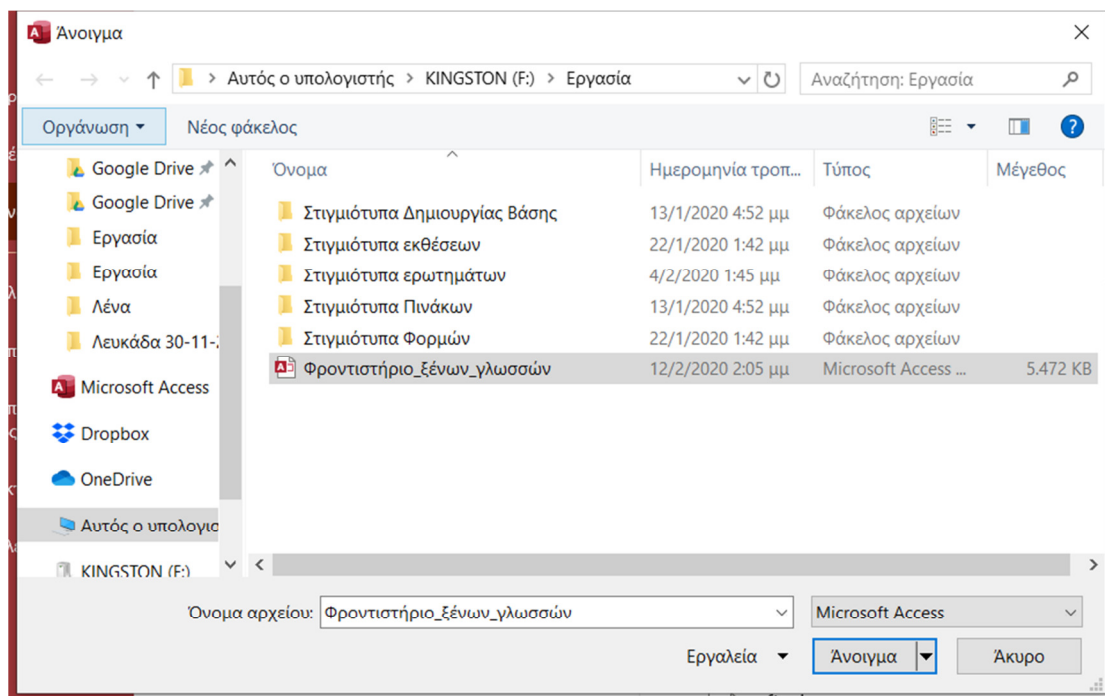 Άνοιγμα
Αυτός ο υπολογιστής > KINGSTON (F:) > Εργασία
Αναζήτηση: Εργασία
Οργάνωση Νέος φάκελος
Google Drive
Google Drive
Εργασία
Εργασία
Λένα
Λευκάδα 30-11-
Microsoft Access
Dropbox
OneDrive
Αυτός ο υπολογισ
KINGSTON (F:)
Όνομα Ημερομηνία τροπ... Τύπος Μέγεθος
Στιγμιότυπα Δημιουργίας Βάσης 13/1/2020 4:52 μμ Φάκελος αρχείων
Στιγμιότυπα εκθέσεων 22/1/2020 1:42 μμ Φάκελος αρχείων
Στιγμιότυπα ερωτημάτων 4/2/2020 1:45 μμ Φάκελος αρχείων
Στιγμιότυπα Πινάκων 13/1/2020 4:52 μμ Φάκελος αρχείων
Στιγμιότυπα Φορμών 22/1/2020 1:42 μμ Φάκελος αρχείων
Φροντιστήριο_ξένων_γλωσσών 12/2/2020 2:05 μμ Microsoft Access ... 5.472 KB
Όνομα αρχείου: Φροντιστήριο_ξένων_γλωσσών Microsoft Access
Εργαλεία Άνοιγμα Άκυρο